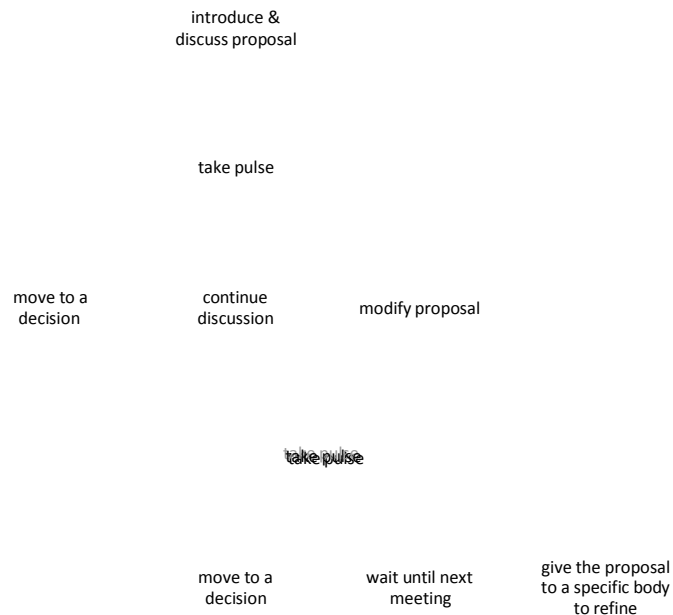 introduce &
discuss proposal
take pulse
move to a
decision
continue
discussion
modify proposal
take pulse
move to a
decision
wait until next
meeting
give the proposal
to a specific body
to refine